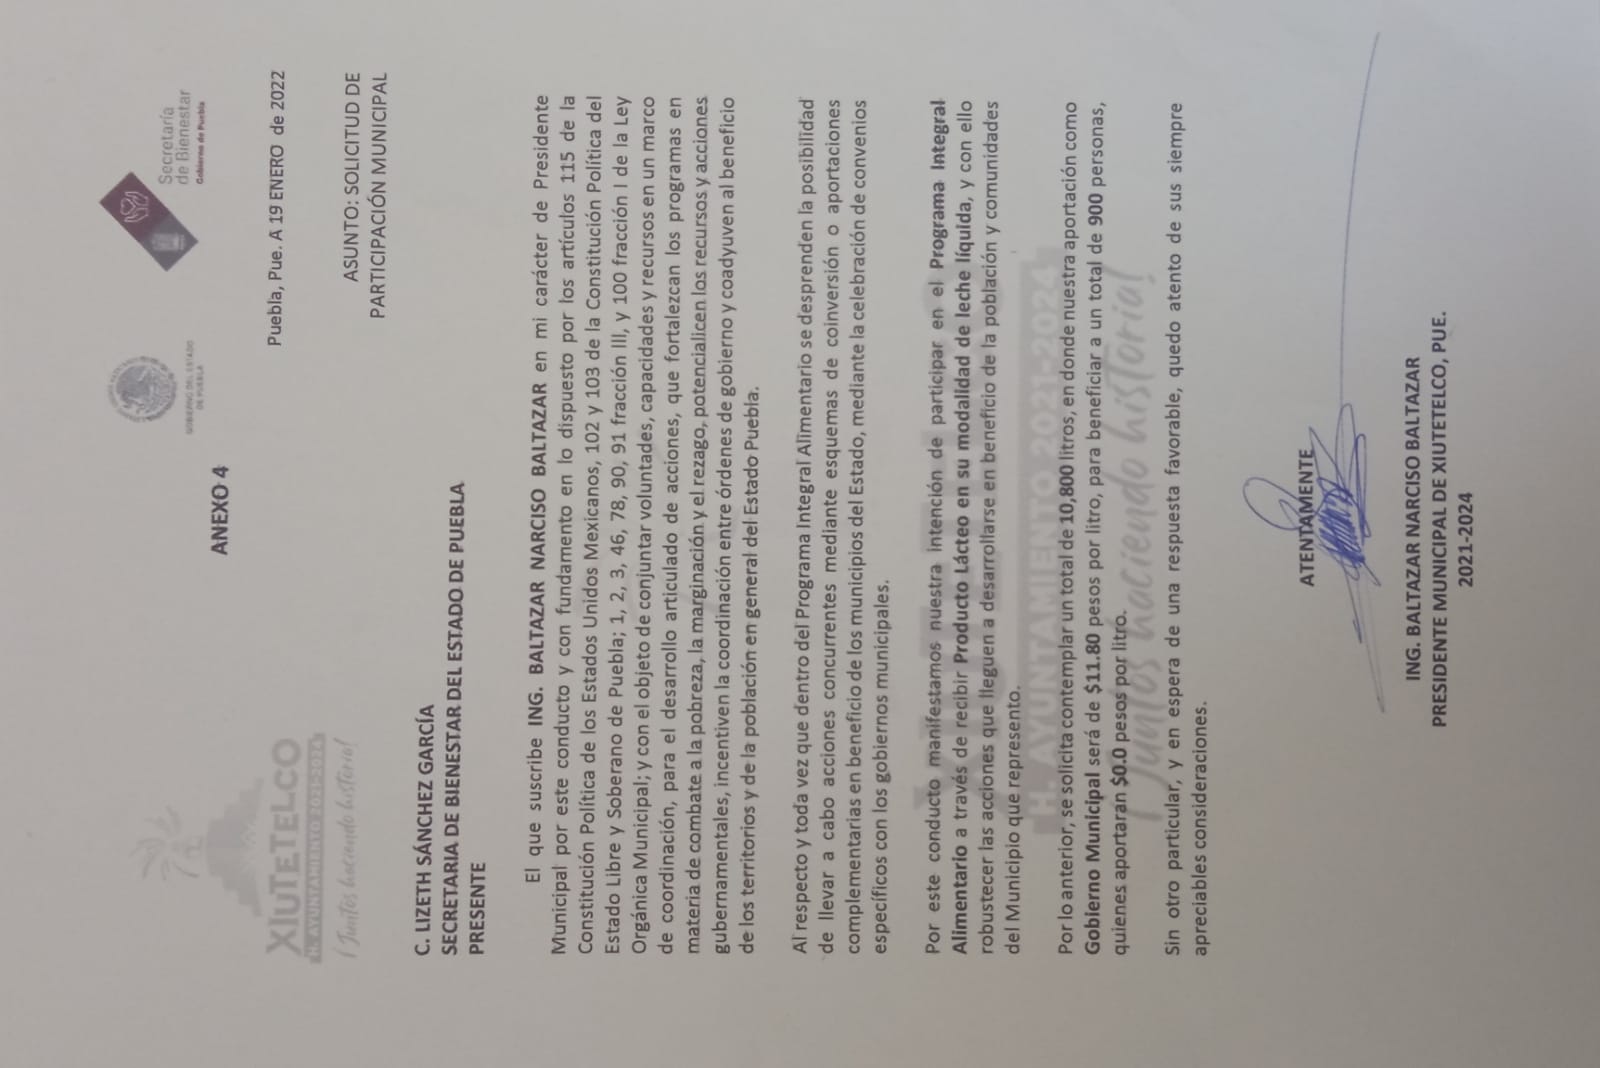 XIUTETELCO
H. AYUNTAMIENTO 2021-2024
¡Juntos haciendo historia!
GOBIERNO DEL ESTADO
DE PUEBLA
Secretaría
de Bienestar
Gobierno de Puebla
ANEXO 4
Puebla, Pue. A 19 ENERO de 2022
ASUNTO: SOLICITUD DE
PARTICIPACIÓN MUNICIPAL
C. LIZETH SÁNCHEZ GARCÍA
SECRETARIA DE BIENESTAR DEL ESTADO DE PUEBLA
PRESENTE
El que suscribe ING. BALTAZAR NARCISO BALTAZAR en mi carácter de Presidente
Municipal por este conducto y con fundamento en lo dispuesto por los artículos 115 de la
Constitución Política de los Estados Unidos Mexicanos, 102 y 103 de la Constitución Política del
Estado Libre y Soberano de Puebla; 1, 2, 3, 46, 78, 90, 91 fracción III, y 100 fracción I de la Ley
Orgánica Municipal; y con el objeto de conjuntar voluntades, capacidades y recursos en un marco
de coordinación, para el desarrollo articulado de acciones, que fortalezcan los programas en
materia de combate a la pobreza, la marginación y el rezago, potencialicen los recursos y acciones
gubernamentales, incentiven la coordinación entre órdenes de gobierno y coadyuven al beneficio
de los territorios y de la población en general del Estado Puebla.
Al respecto y toda vez que dentro del Programa Integral Alimentario se desprenden la posibilidad
de llevar a cabo acciones concurrentes mediante esquemas de coinversión o aportaciones
complementarias en beneficio de los municipios del Estado, mediante la celebración de convenios
específicos con los gobiernos municipales.
Por este conducto manifestamos nuestra intención de participar en el Programa Integral
Alimentario a través de recibir Producto Lácteo en su modalidad de leche líquida, y con ello
robustecer las acciones que lleguen a desarrollarse en beneficio de la población y comunidades
del Municipio que represento.
Por lo anterior, se solicita contemplar un total de 10,800 litros, en donde nuestra aportación como
Gobierno Municipal será de $11.80 pesos por litro, para beneficiar a un total de 900 personas,
quienes aportaran $0.0 pesos por litro.
Sin otro particular, y en espera de una respuesta favorable, quedo atento de sus siempre
apreciables consideraciones.
H. AYUNTAMIENTO 2021-2024
¡Juntos haciendo historia!
ATENTAMENTE
ING. BALTAZAR NARCISO BALTAZAR
PRESIDENTE MUNICIPAL DE XIUTETELCO, PUE.
2021-2024